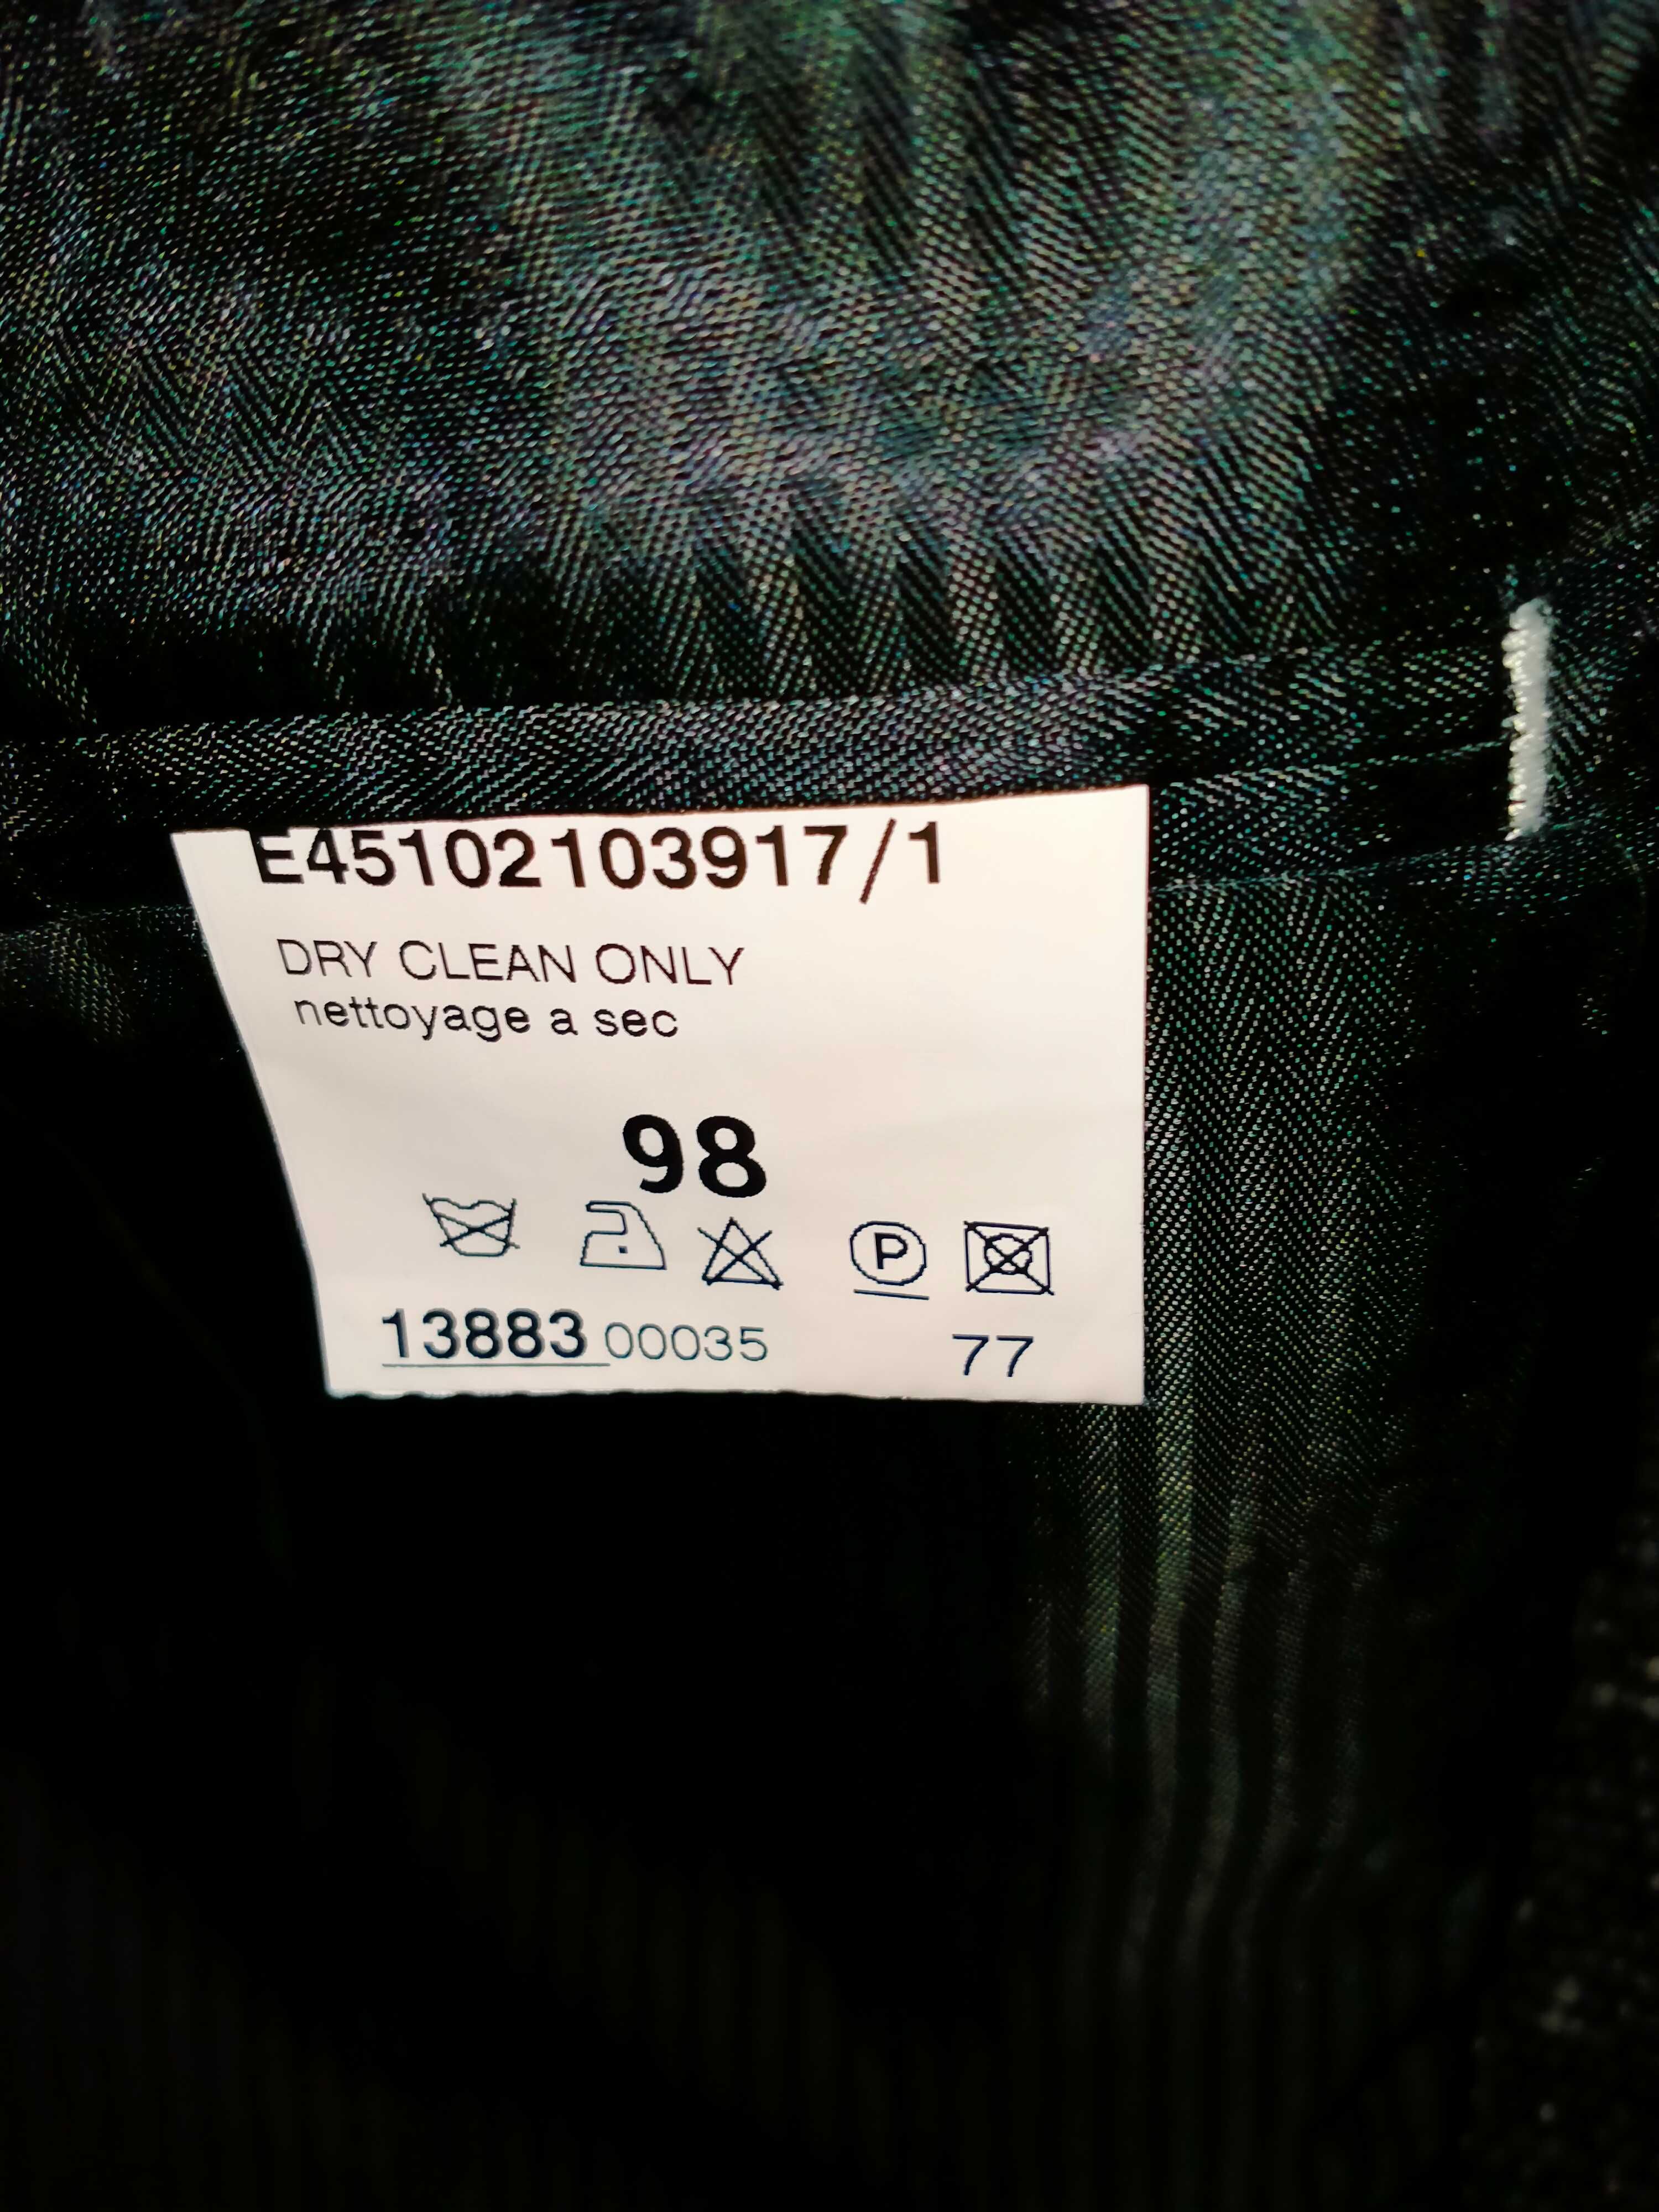 E45102103917/1
DRY CLEAN ONLY
nettoyage a sec
98
P
13883 00035 77